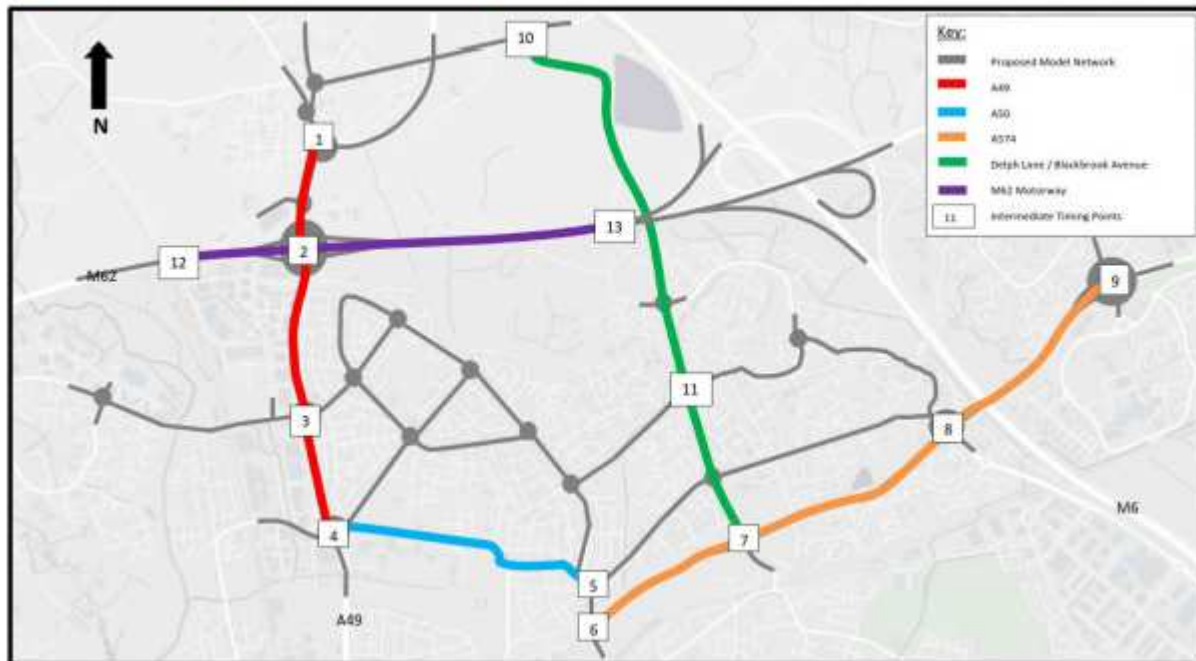 10
Key:
Proposed Model Network
A49
A50
A574
Delph Lane / Blackbrook Avenue
M62 Motorway
11 Intermediate Timing Points
N
1
13
2
12
M62
9
11
3
8
M6
4
7
5
A49
6